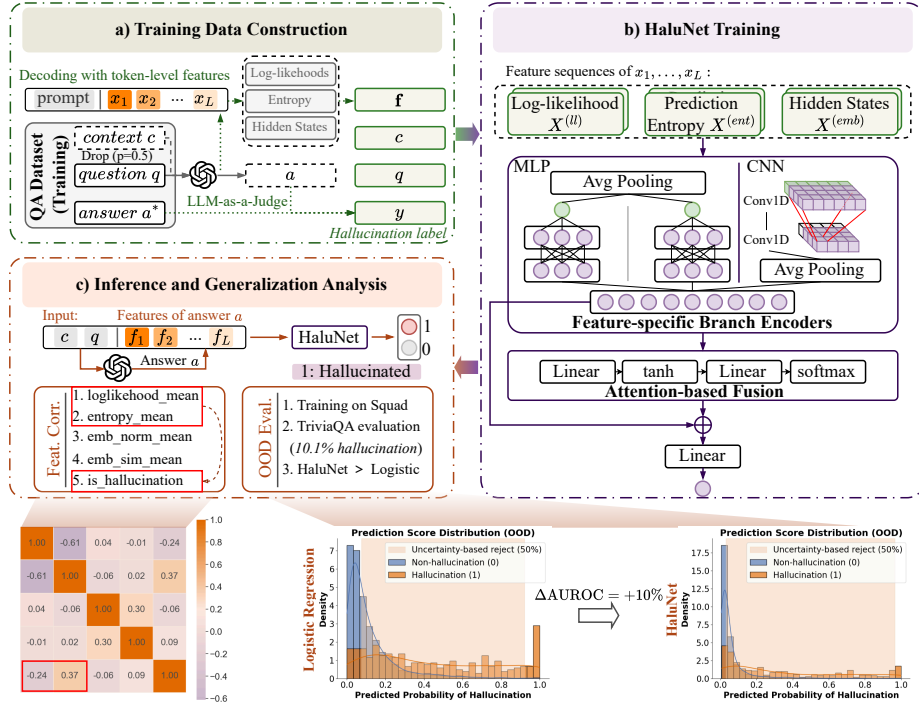 a) Training Data Construction
Decoding with token-level features
prompt x₁ x₂ ... x_L
Log-likehoods
Entropy
Hidden States
f
c
q
y
QA Dataset
(Training)
context c
Drop (p=0.5)
question q
answer a*
a
LLM-as-a-Judge
Hallucination label
b) HaluNet Training
Feature sequences of x₁, . . . , x_L :
Log-likelihood
X^(ll)
Prediction
Entropy X^(ent)
Hidden States
X^(emb)
MLP
Avg Pooling
CNN
Conv1D
Conv1D
Avg Pooling
Feature-specific Branch Encoders
Linear
tanh
Linear
softmax
Attention-based Fusion
Linear
c) Inference and Generalization Analysis
Input:
Features of answer a
c q f₁ f₂ ... f_L
Answer a
HaluNet
1
0
1: Hallucinated
Feat. Corr.
1. loglikelihood_mean
2. entropy_mean
3. emb_norm_mean
4. emb_sim_mean
5. is_hallucination
OOD Eval.
1. Training on Squad
2. TriviaQA evaluation
(10.1% hallucination)
3. HaluNet > Logistic
1.00 -0.61 0.04 -0.01 -0.24
-0.61 1.00 -0.06 0.02 0.37
0.04 -0.06 1.00 0.30 -0.06
-0.01 0.02 0.30 1.00 0.09
-0.24 0.37 -0.06 0.09 1.00
1.0
0.8
0.6
0.4
0.2
0.0
-0.2
-0.4
-0.6
Logistic Regression
Prediction Score Distribution (OOD)
Uncertainty-based reject (50%)
Non-hallucination (0)
Hallucination (1)
Density
7
6
5
4
3
2
1
0
0.0 0.2 0.4 0.6 0.8 1.0
Predicted Probability of Hallucination
ΔAUROC = +10%
HaluNet
Prediction Score Distribution (OOD)
Uncertainty-based reject (50%)
Non-hallucination (0)
Hallucination (1)
Density
17.5
15.0
12.5
10.0
7.5
5.0
2.5
0.0
0.0 0.2 0.4 0.6 0.8 1.0
Predicted Probability of Hallucination